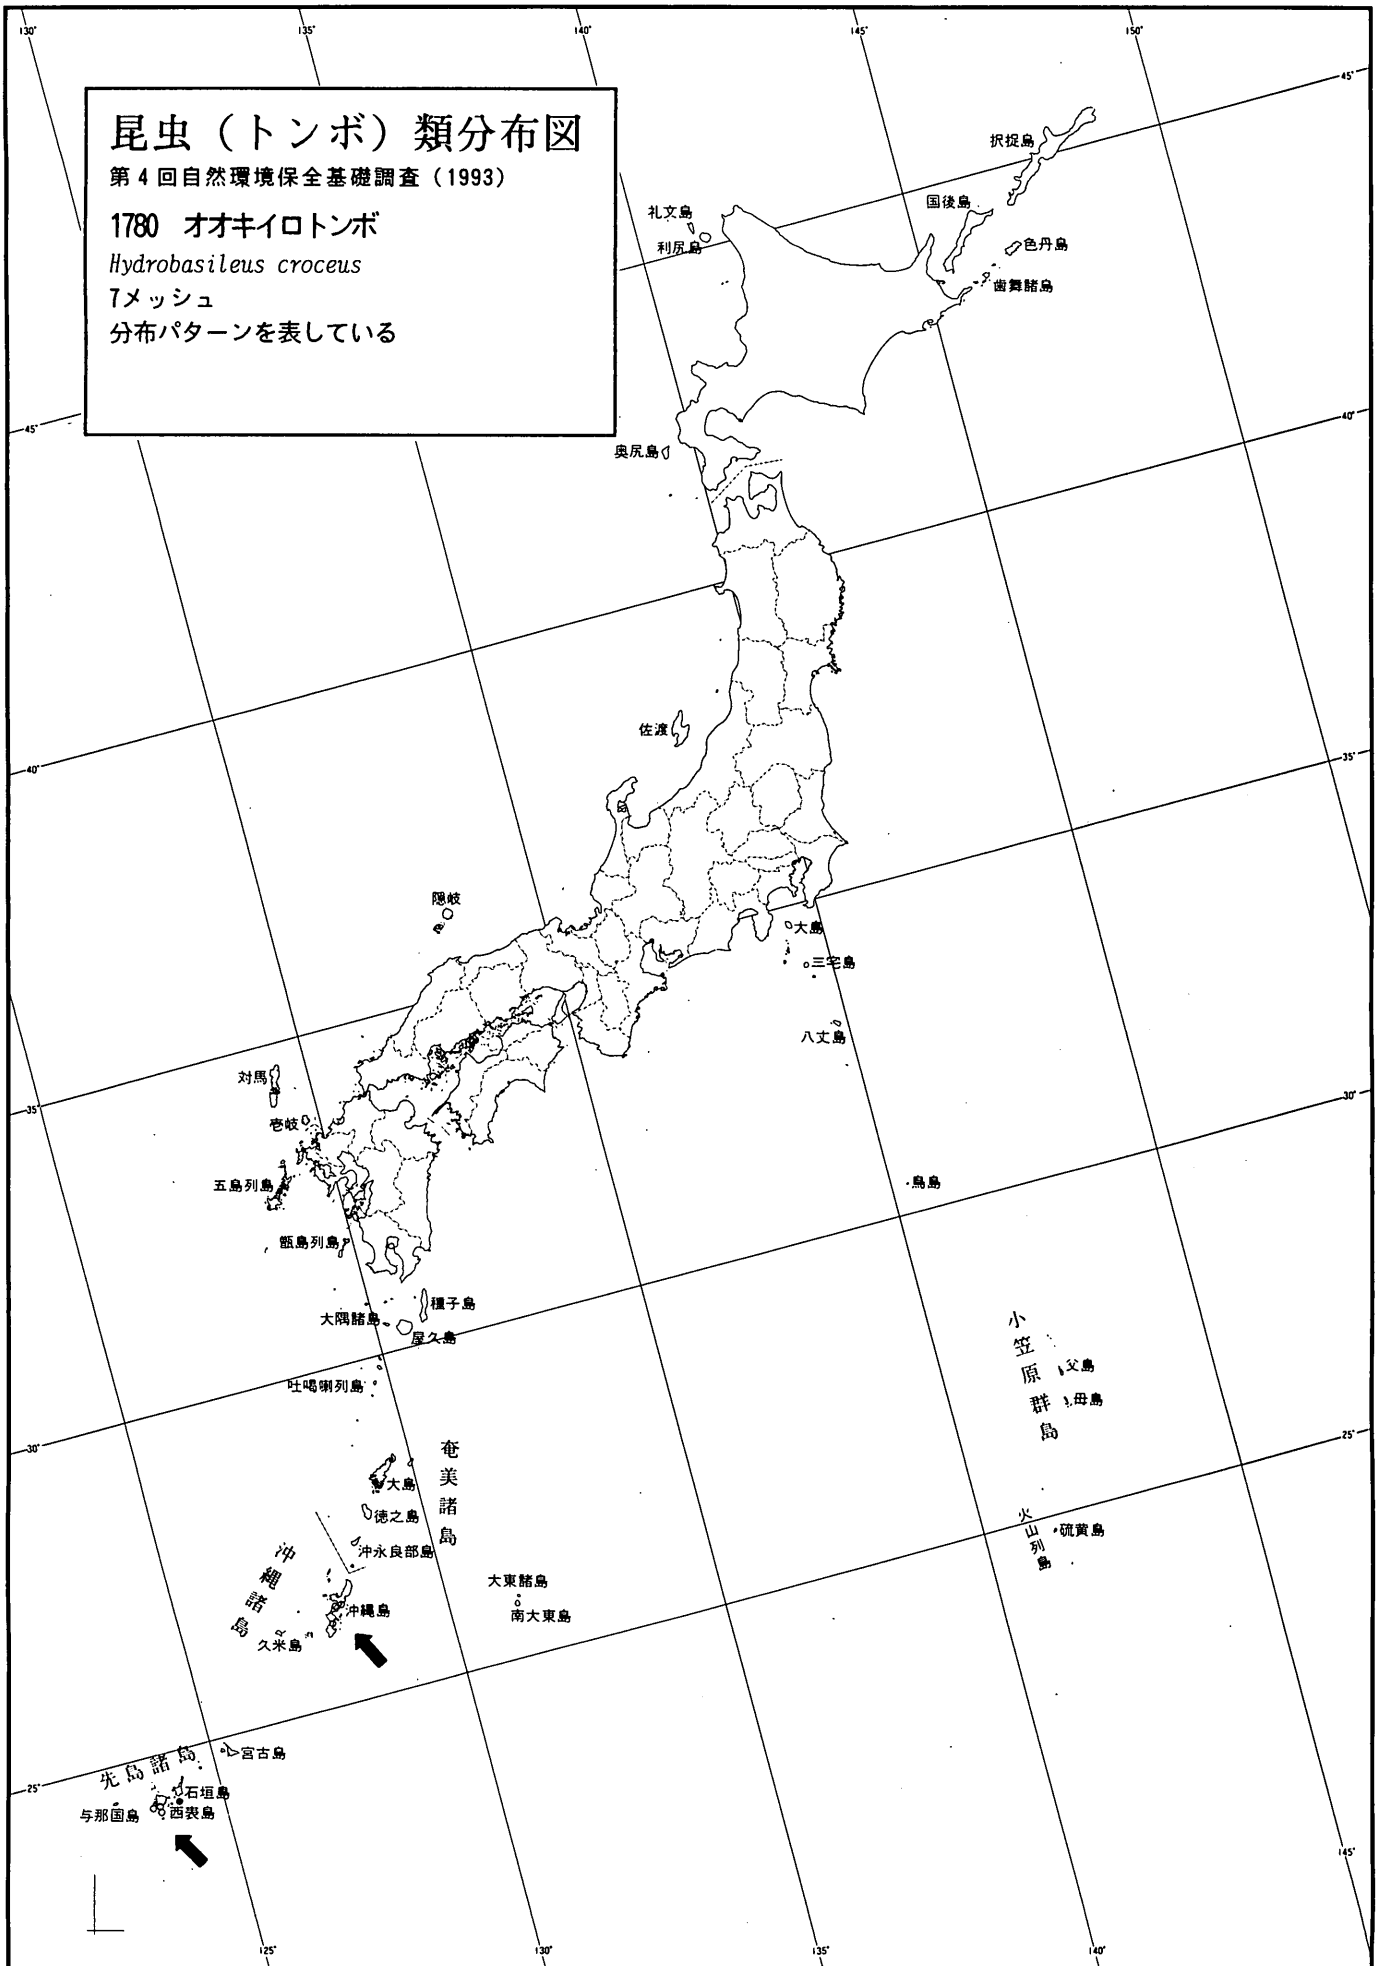 130°
135°
140°
145°
150°
昆虫（トンボ）類分布図
第4回自然環境保全基礎調査（1993）
1780 オオキイロトンボ
Hydrobasileus croceus
7メッシュ
分布パターンを表している
45°
択捉島
国後島
礼文島
利尻島
色丹島
歯舞諸島
40°
45°
奥尻島
佐渡
35°
40°
隠岐
大島
三宅島
八丈島
対馬
30°
35°
壱岐
五島列島
鳥島
甑島列島
種子島
大隅諸島
屋久島
小笠原群島
父島
吐噶喇列島
母島
25°
30°
奄美諸島
大島
徳之島
火山列島
硫黄島
沖永良部島
沖縄諸島
大東諸島
沖縄島
南大東島
久米島
宮古島
先島諸島
25°
石垣島
与那国島
西表島
145°
125°
130°
135°
140°